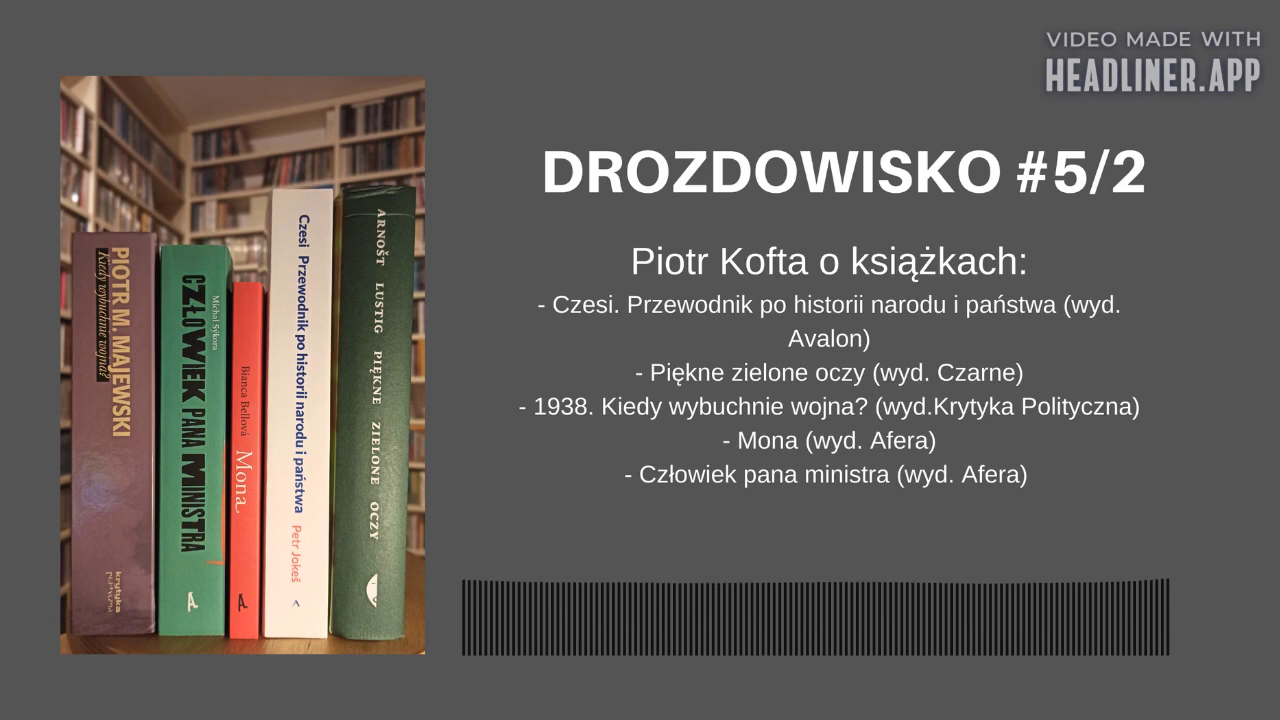 VIDEO MADE WITH
HEADLINER.APP
DROZDOWISKO #5/2
Piotr Kofta o książkach:
- Czesi. Przewodnik po historii narodu i państwa (wyd.
Avalon)
- Piękne zielone oczy (wyd. Czarne)
- 1938. Kiedy wybuchnie wojna? (wyd.Krytyka Polityczna)
- Mona (wyd. Afera)
- Człowiek pana ministra (wyd. Afera)
PIOTR M. MAJEWSKI
Kiedy wybuchnie wojna?
krytyka
Michal Sýkora
CZŁOWIEK PANA MINISTRA
Bianca Bellová
Mona
Czesi Przewodnik po historii narodu i państwa Petr Jokeš
ARNOŠT LUSTIG PIĘKNE ZIELONE OCZY